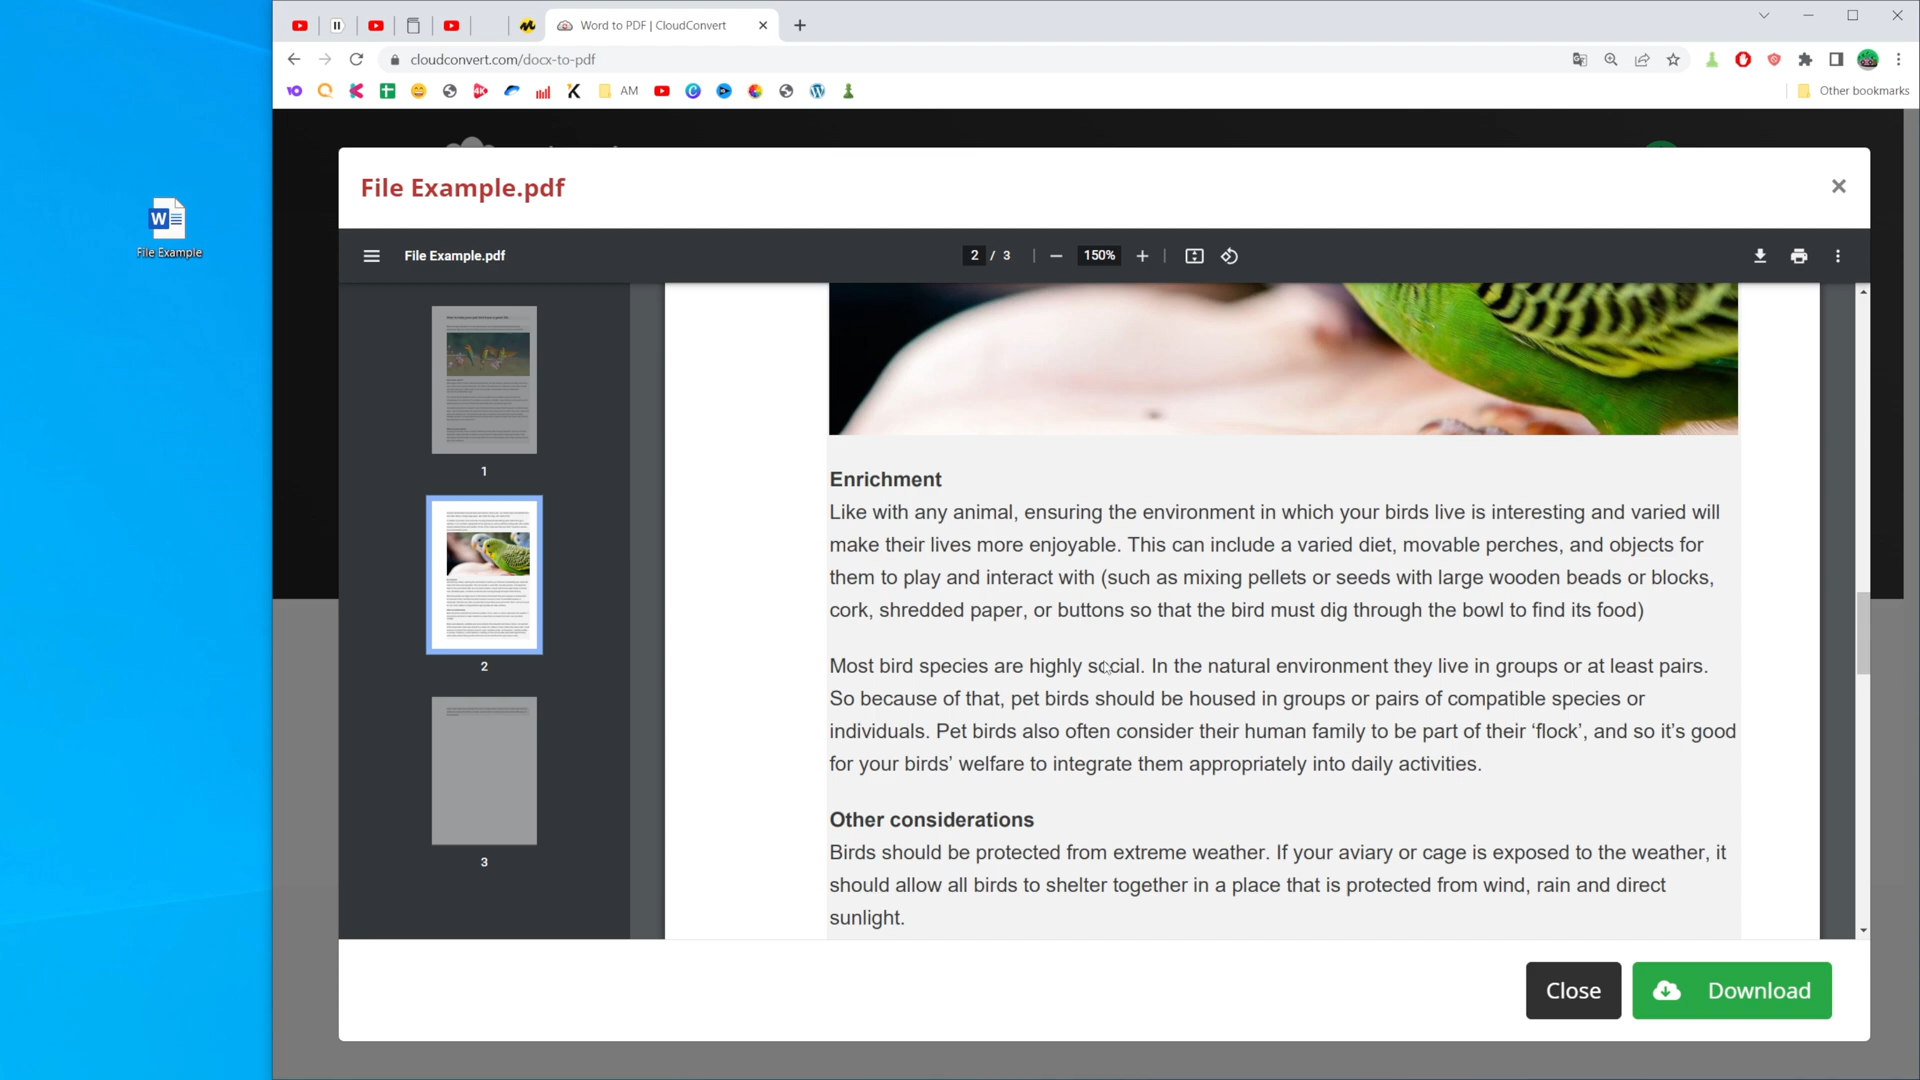 Word to PDF | CloudConvert
cloudconvert.com/docx-to-pdf
AM
Other bookmarks
File Example
File Example.pdf
File Example.pdf
2 / 3
150%
1
2
3
Enrichment
Like with any animal, ensuring the environment in which your birds live is interesting and varied will
make their lives more enjoyable. This can include a varied diet, movable perches, and objects for
them to play and interact with (such as mixing pellets or seeds with large wooden beads or blocks,
cork, shredded paper, or buttons so that the bird must dig through the bowl to find its food)
Most bird species are highly social. In the natural environment they live in groups or at least pairs.
So because of that, pet birds should be housed in groups or pairs of compatible species or
individuals. Pet birds also often consider their human family to be part of their ‘flock’, and so it’s good
for your birds’ welfare to integrate them appropriately into daily activities.
Other considerations
Birds should be protected from extreme weather. If your aviary or cage is exposed to the weather, it
should allow all birds to shelter together in a place that is protected from wind, rain and direct
sunlight.
Close
Download